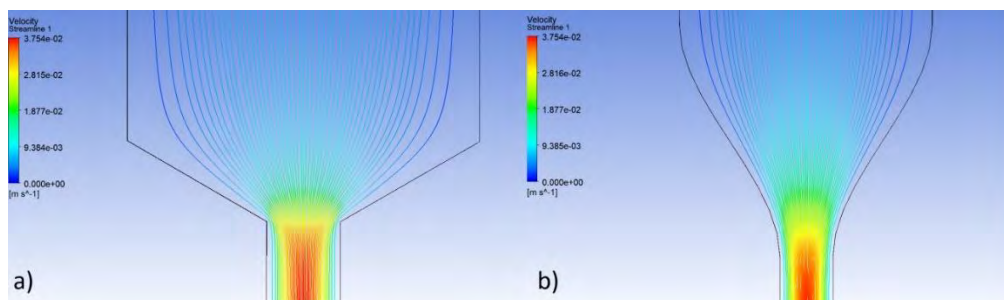 Velocity
Streamline 1
3.754e-02
2.815e-02
1.877e-02
9.384e-03
0.000e+00
[m s^-1]
a)
Velocity
Streamline 1
3.754e-02
2.816e-02
1.877e-02
9.385e-03
0.000e+00
[m s^-1]
b)